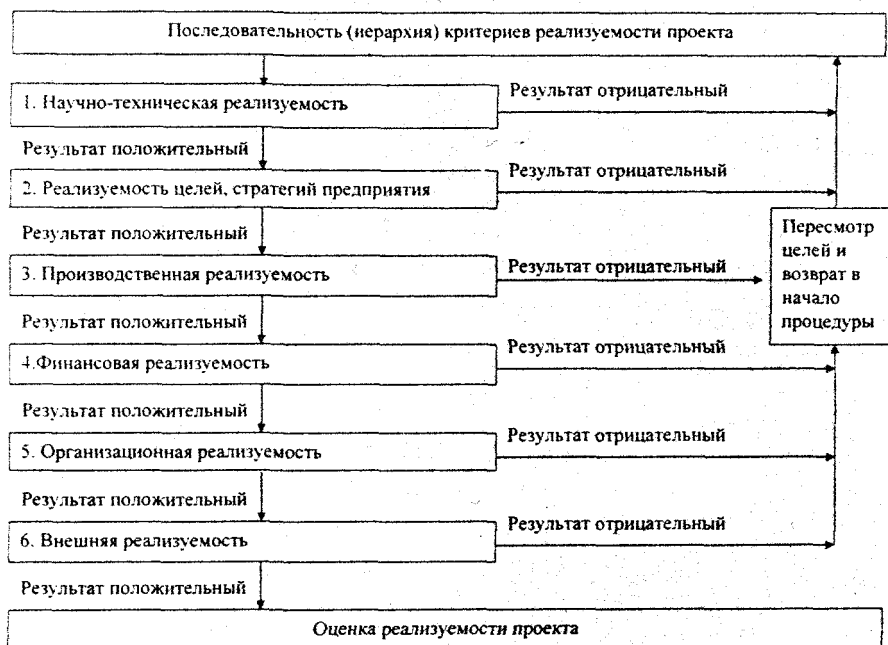 Последовательность (иерархия) критериев реализуемости проекта
1. Научно-техническая реализуемость
Результат отрицательный
Результат положительный
2. Реализуемость целей, стратегий предприятия
Результат отрицательный
Результат положительный
Пересмотр
целей и
возврат в
начало
процедуры
3. Производственная реализуемость
Результат отрицательный
Результат положительный
4.Финансовая реализуемость
Результат отрицательный
Результат положительный
5. Организационная реализуемость
Результат отрицательный
Результат положительный
6. Внешняя реализуемость
Результат отрицательный
Результат положительный
Оценка реализуемости проекта